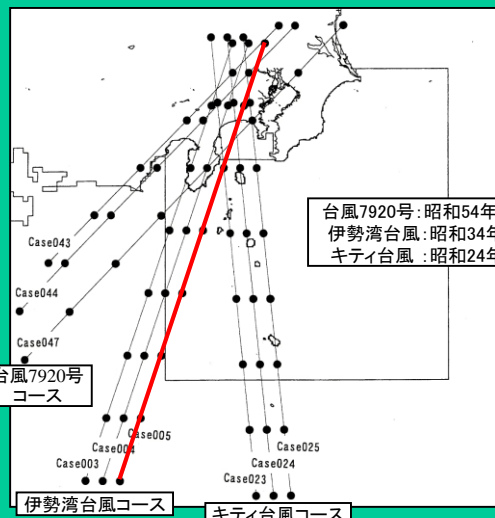 台風7920号：昭和54年
伊勢湾台風：昭和34年
キティ台風 ：昭和24年
Case043
Case044
Case047
台風7920号
コース
Case005
Case004
Case003
Case025
Case024
Case023
伊勢湾台風コース
キティ台風コース